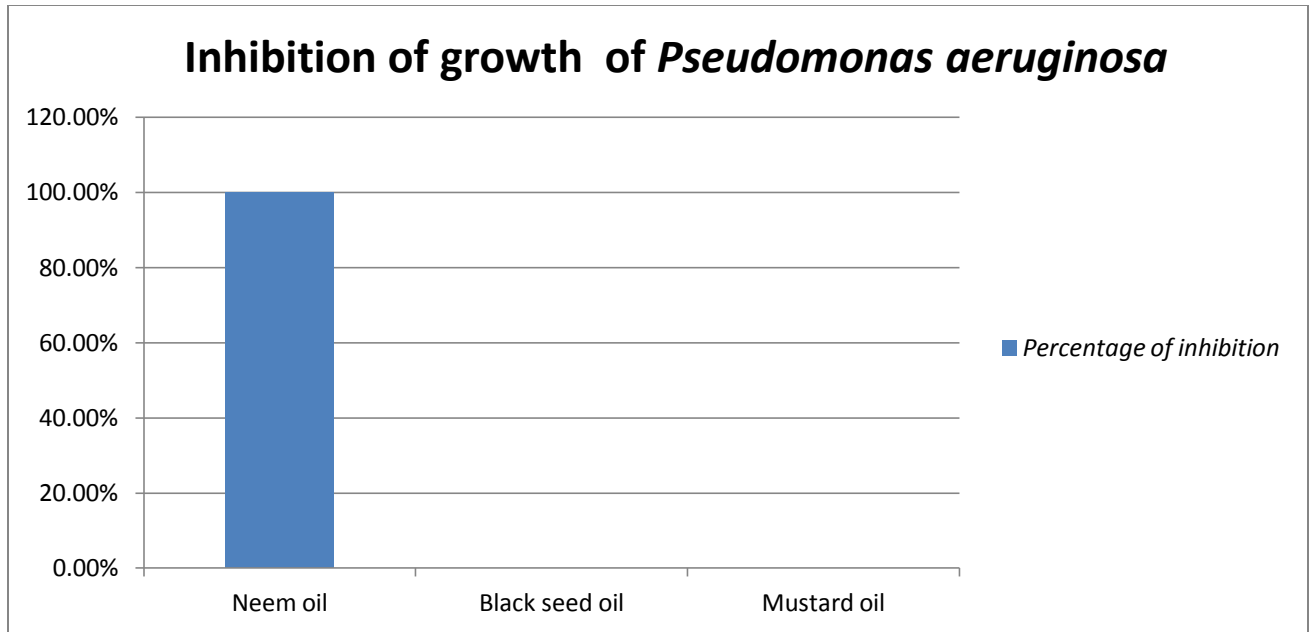 Inhibition of growth of Pseudomonas aeruginosa
120.00%
100.00%
80.00%
60.00%
40.00%
20.00%
0.00%
Neem oil
Black seed oil
Mustard oil
Percentage of inhibition